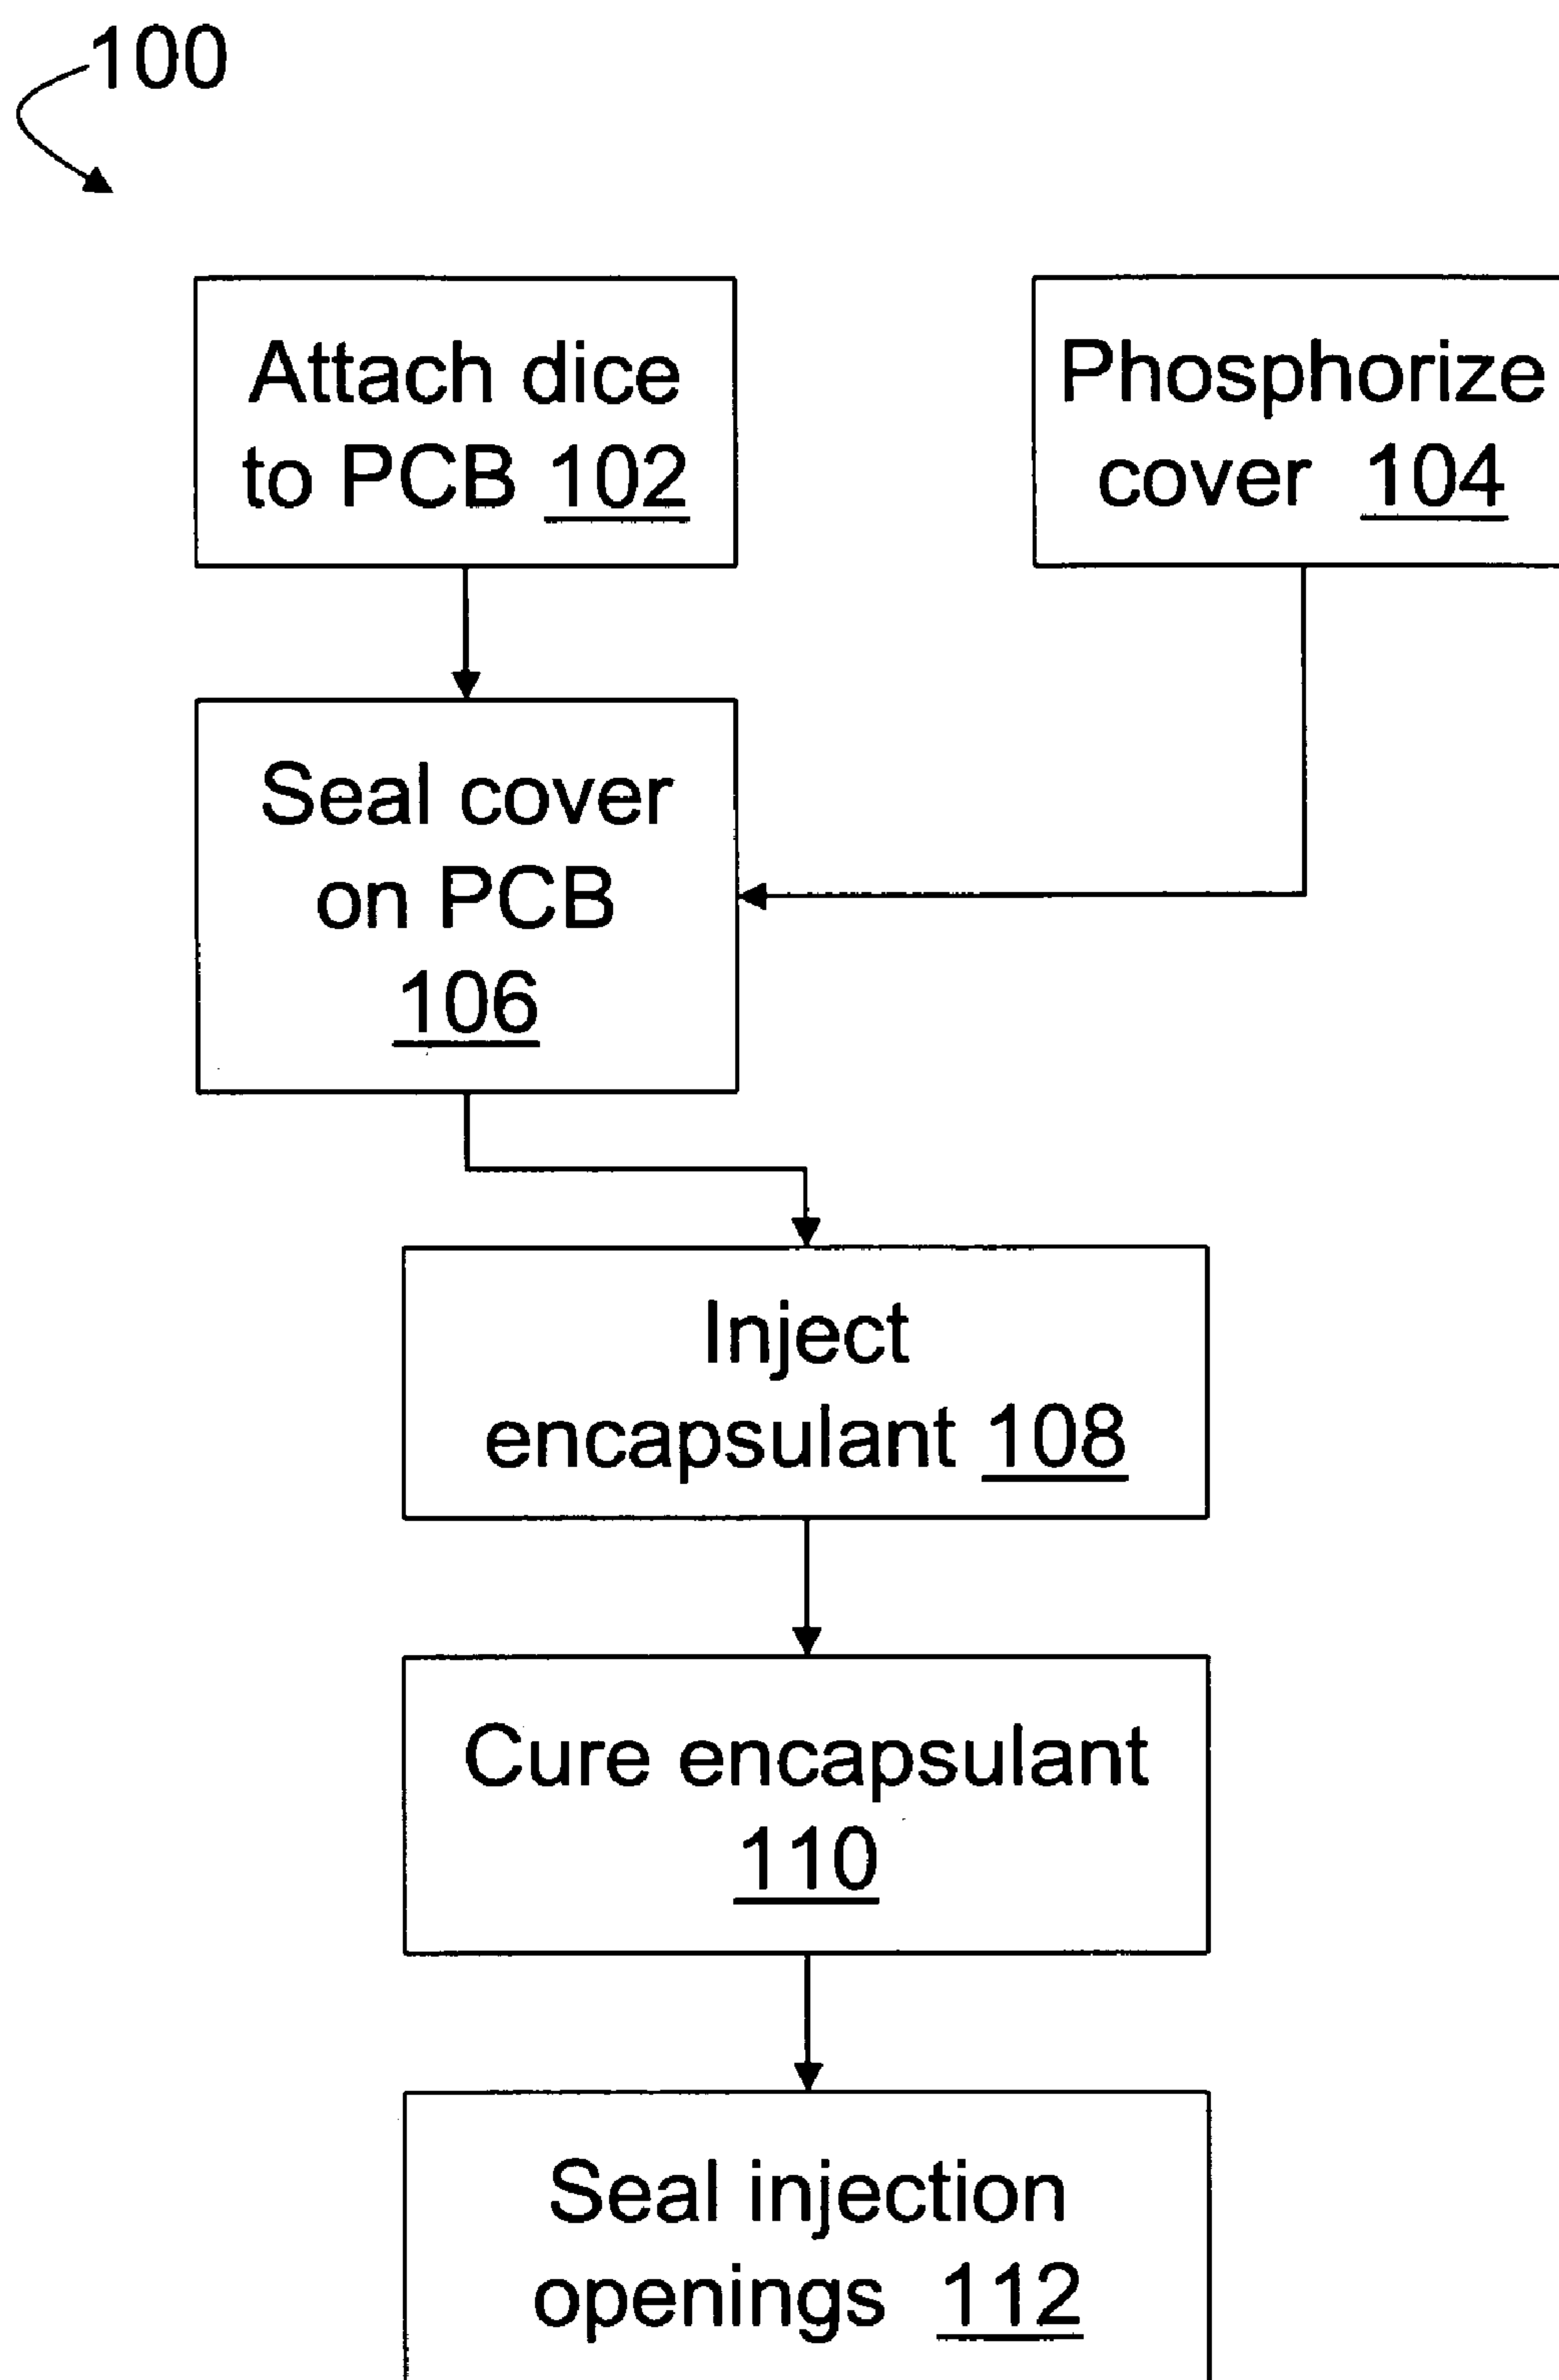 100
Attach dice
to PCB 102
Phosphorize
cover 104
Seal cover
on PCB
106
Inject
encapsulant 108
Cure encapsulant
110
Seal injection
openings 112